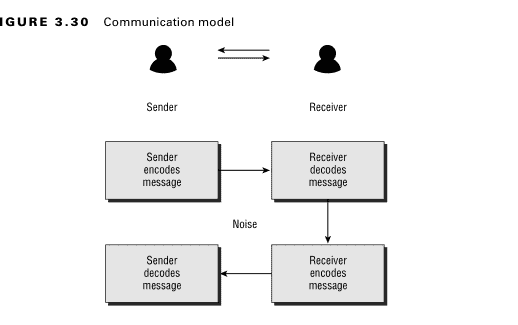 IGURE 3.30 Communication model
Sender
Receiver
Sender
encodes
message
Receiver
decodes
message
Noise
Sender
decodes
message
Receiver
encodes
message